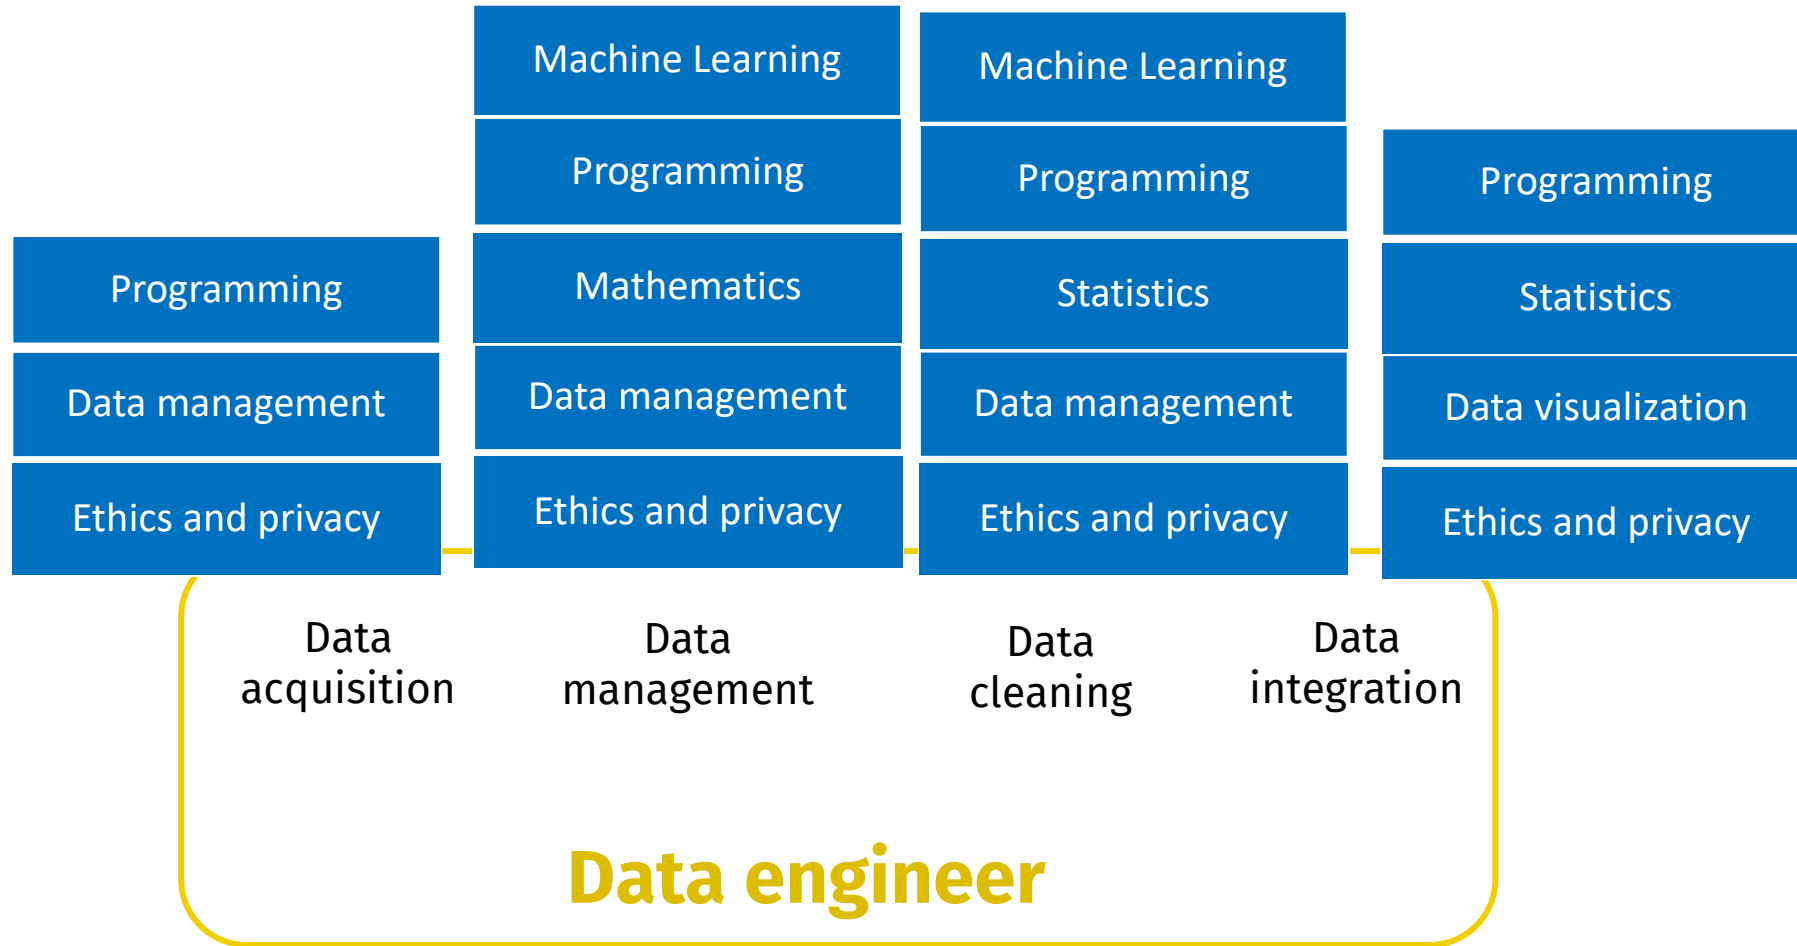 Programming
Data management
Ethics and privacy
Machine Learning
Programming
Mathematics
Data management
Ethics and privacy
Machine Learning
Programming
Statistics
Data management
Ethics and privacy
Programming
Statistics
Data visualization
Ethics and privacy
Data
acquisition
Data
management
Data
cleaning
Data
integration
Data engineer